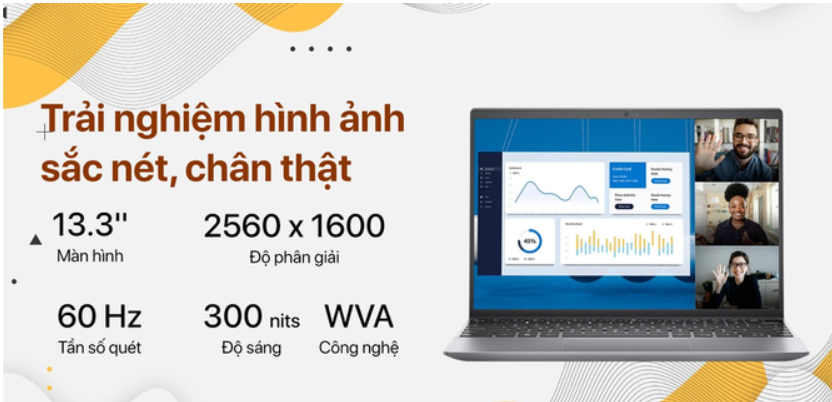 Trải nghiệm hình ảnh
sắc nét, chân thật
13.3" 2560 x 1600
Màn hình Độ phân giải
60 Hz 300 nits WVA
Tần số quét Độ sáng Công nghệ
45%